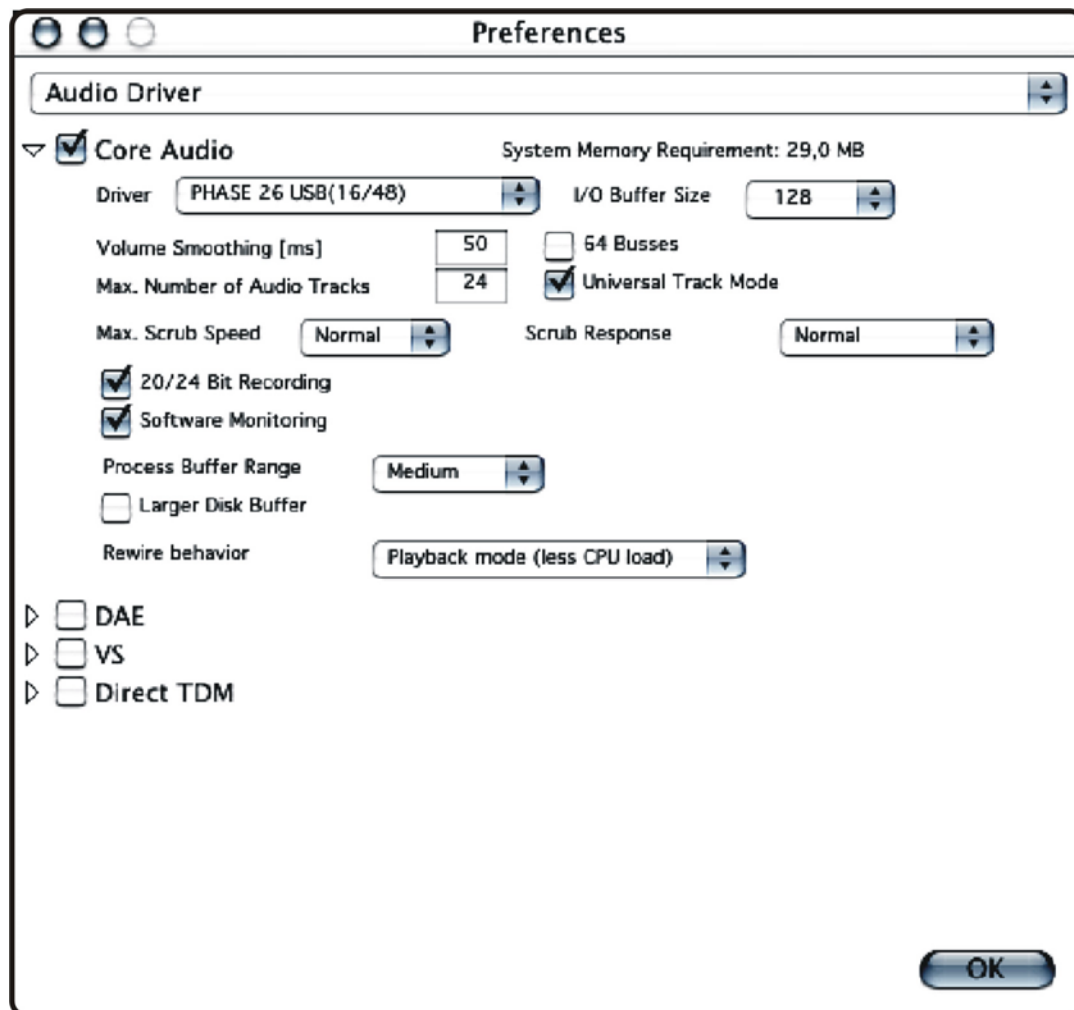 Preferences
Audio Driver
Core Audio System Memory Requirement: 29,0 MB
Driver PHASE 26 USB(16/48) I/O Buffer Size 128
Volume Smoothing [ms] 50 64 Busses
Max. Number of Audio Tracks 24 Universal Track Mode
Max. Scrub Speed Normal Scrub Response Normal
20/24 Bit Recording
Software Monitoring
Process Buffer Range Medium
Larger Disk Buffer
Rewire behavior Playback mode (less CPU load)
DAE
VS
Direct TDM
OK